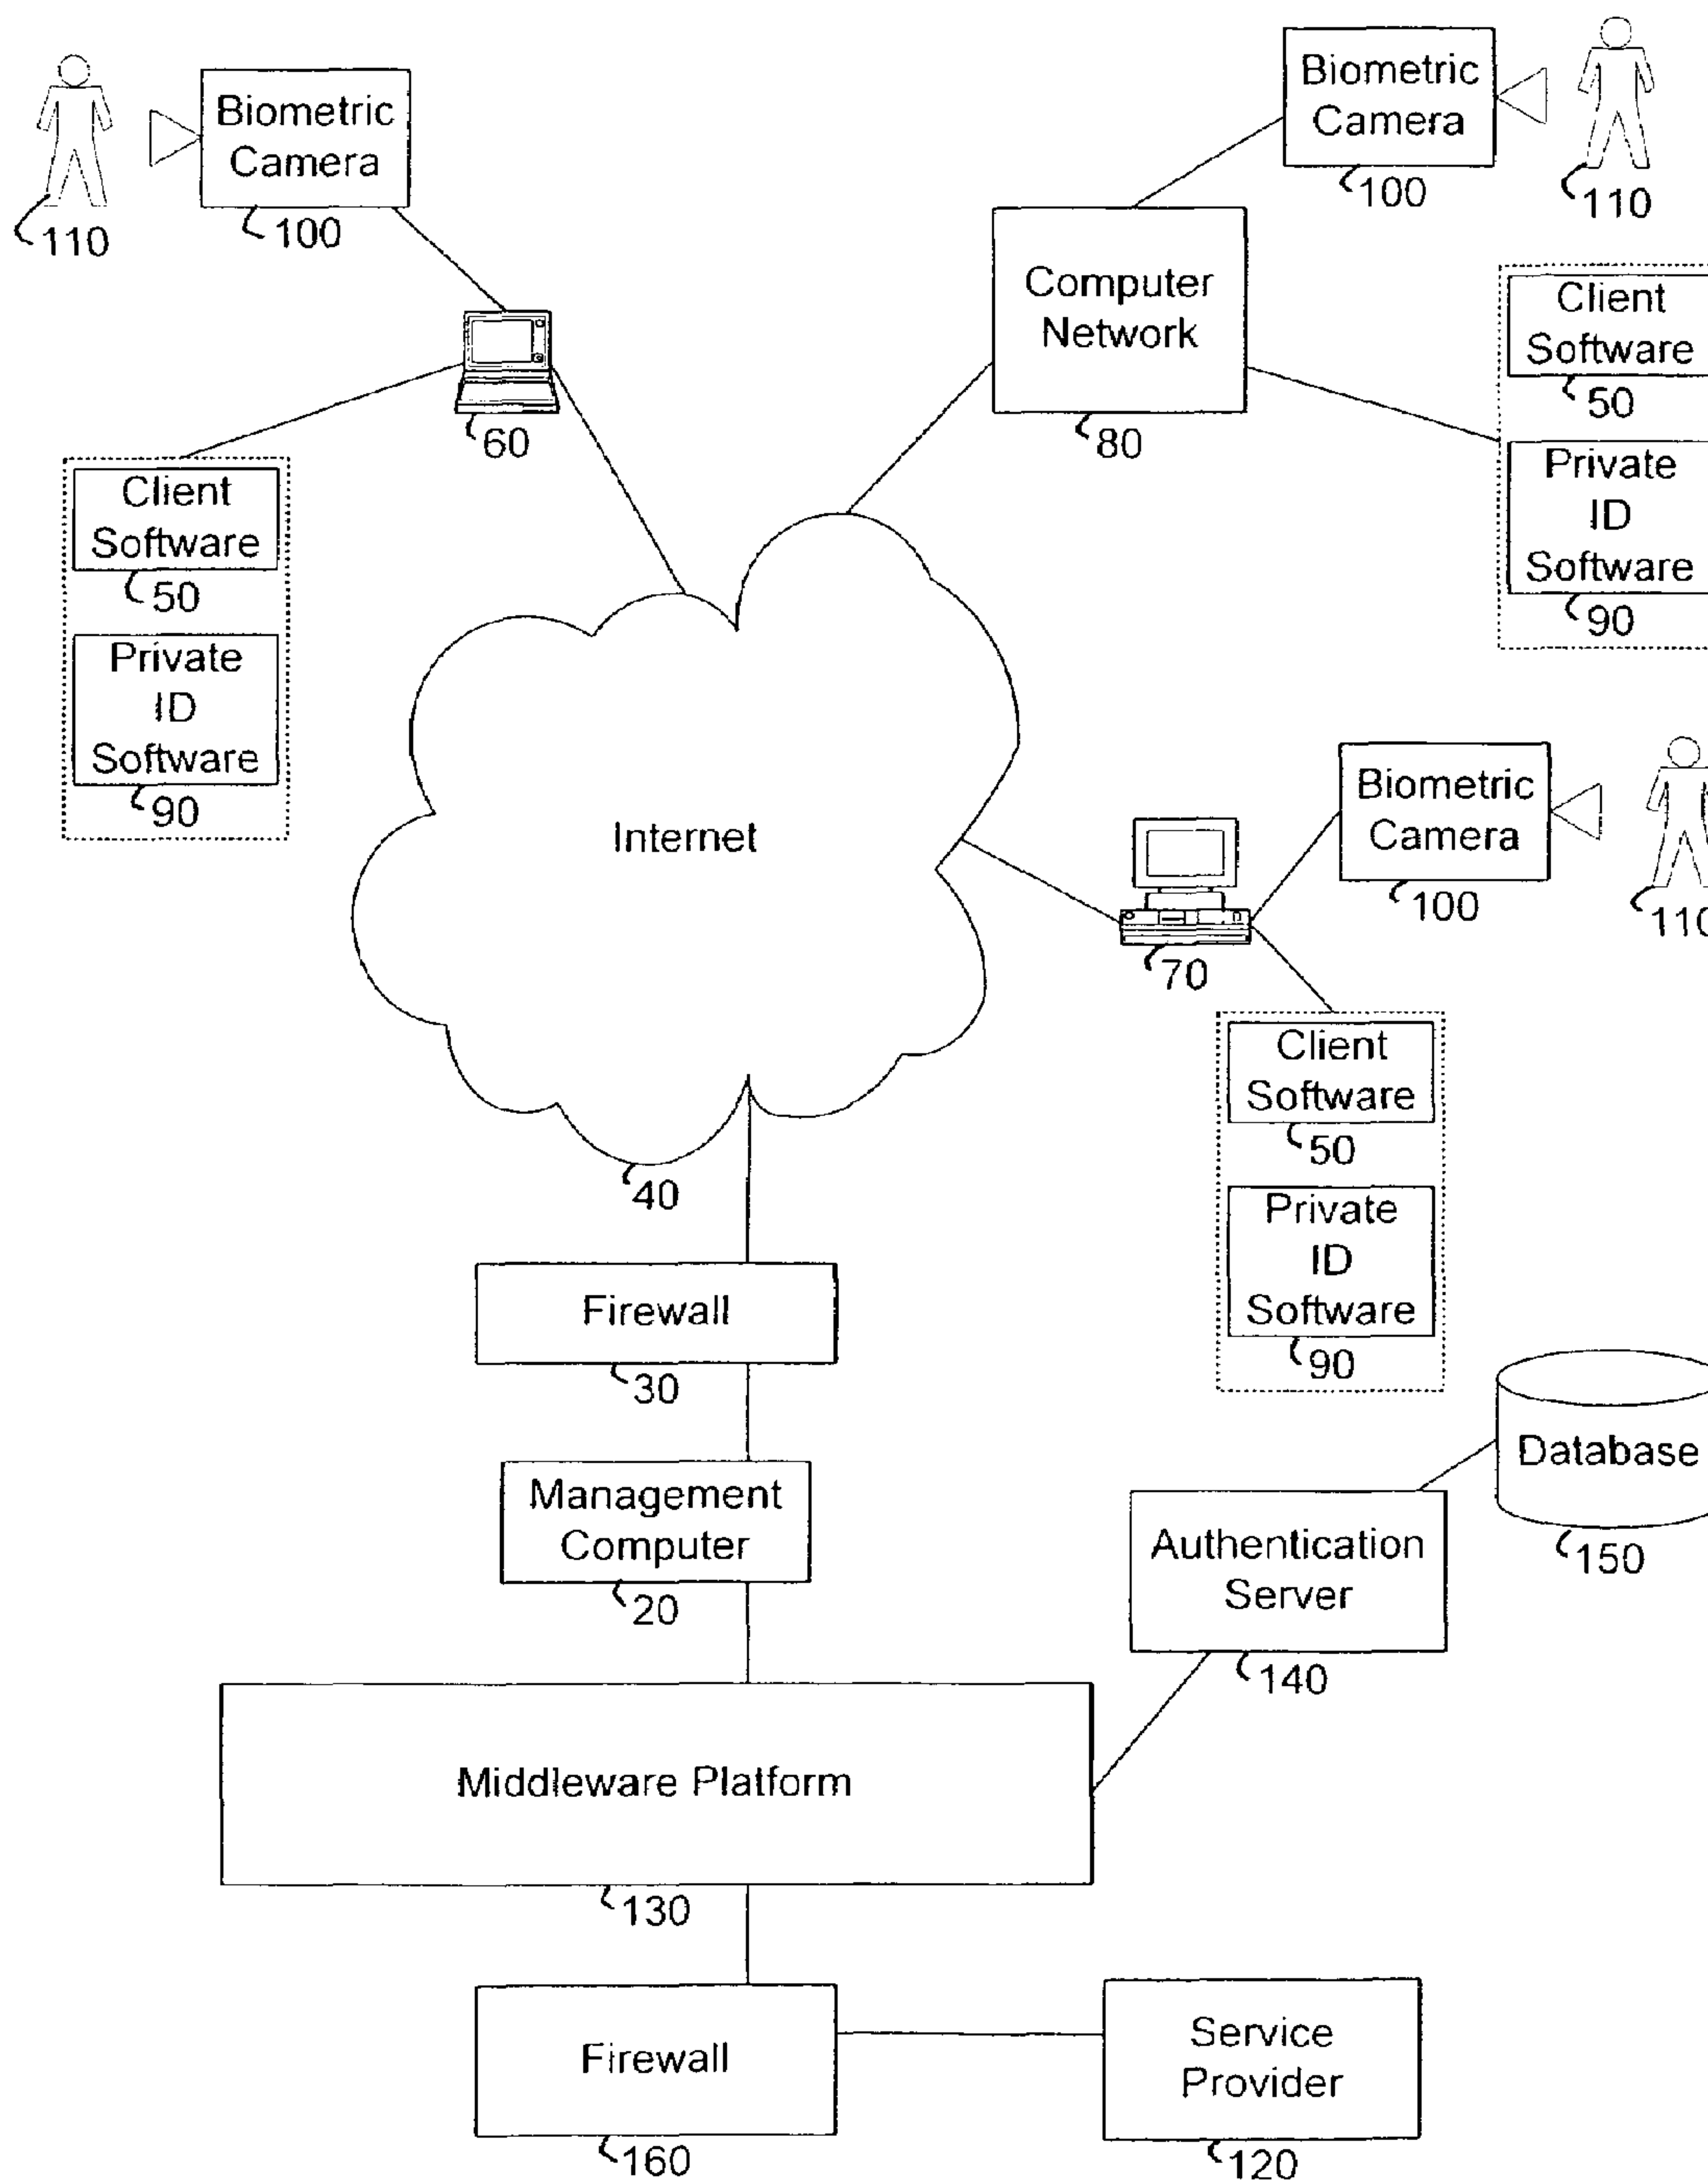 Biometric
Camera
100
110
Biometric
Camera
100
110
Computer
Network
80
Client
Software
50
Private
ID
Software
90
60
Client
Software
50
Private
ID
Software
90
Internet
40
Biometric
Camera
100
110
70
Client
Software
50
Private
ID
Software
90
Firewall
30
Management
Computer
20
Database
150
Authentication
Server
140
Middleware Platform
130
Firewall
160
Service
Provider
120